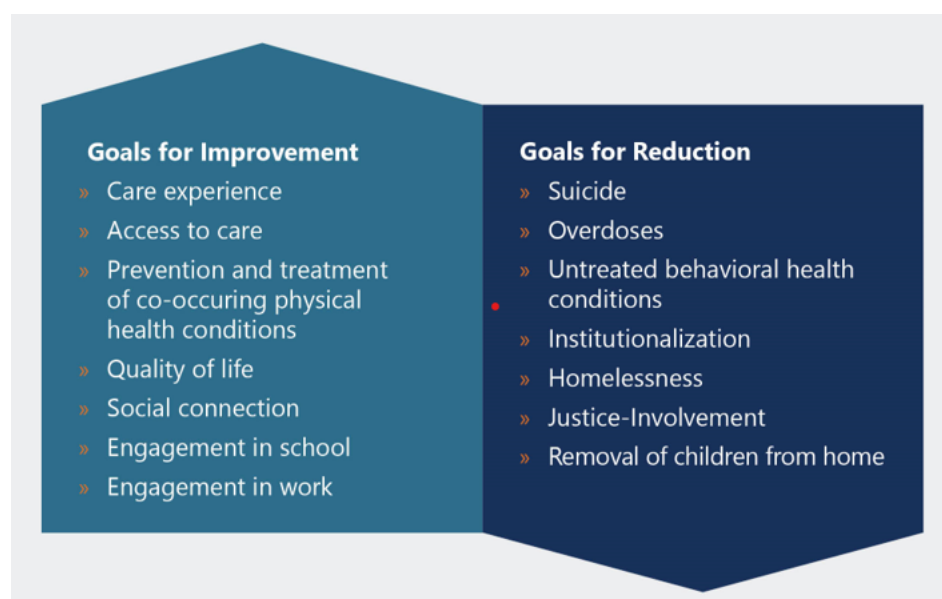 Goals for Improvement
» Care experience
» Access to care
» Prevention and treatment
of co-occuring physical
health conditions
» Quality of life
» Social connection
» Engagement in school
» Engagement in work
Goals for Reduction
» Suicide
» Overdoses
» Untreated behavioral health
conditions
» Institutionalization
» Homelessness
» Justice-Involvement
» Removal of children from home